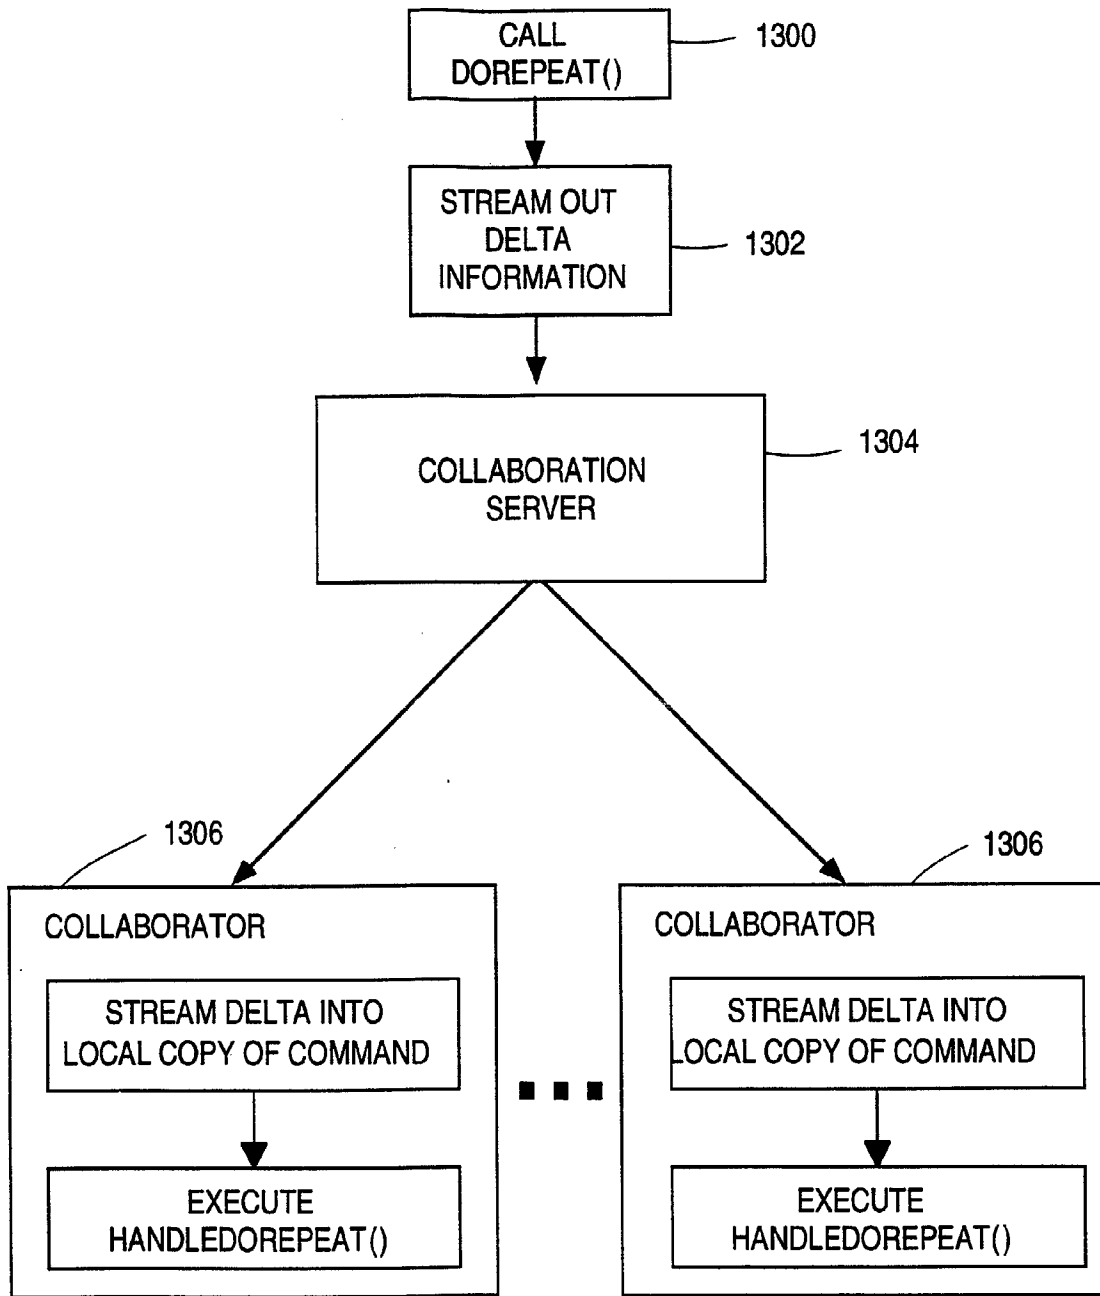 CALL
DOREPEAT()
1300
STREAM OUT
DELTA
INFORMATION
1302
COLLABORATION
SERVER
1304
1306
COLLABORATOR
STREAM DELTA INTO
LOCAL COPY OF COMMAND
EXECUTE
HANDLEDOREPEAT()
1306
COLLABORATOR
STREAM DELTA INTO
LOCAL COPY OF COMMAND
EXECUTE
HANDLEDOREPEAT()